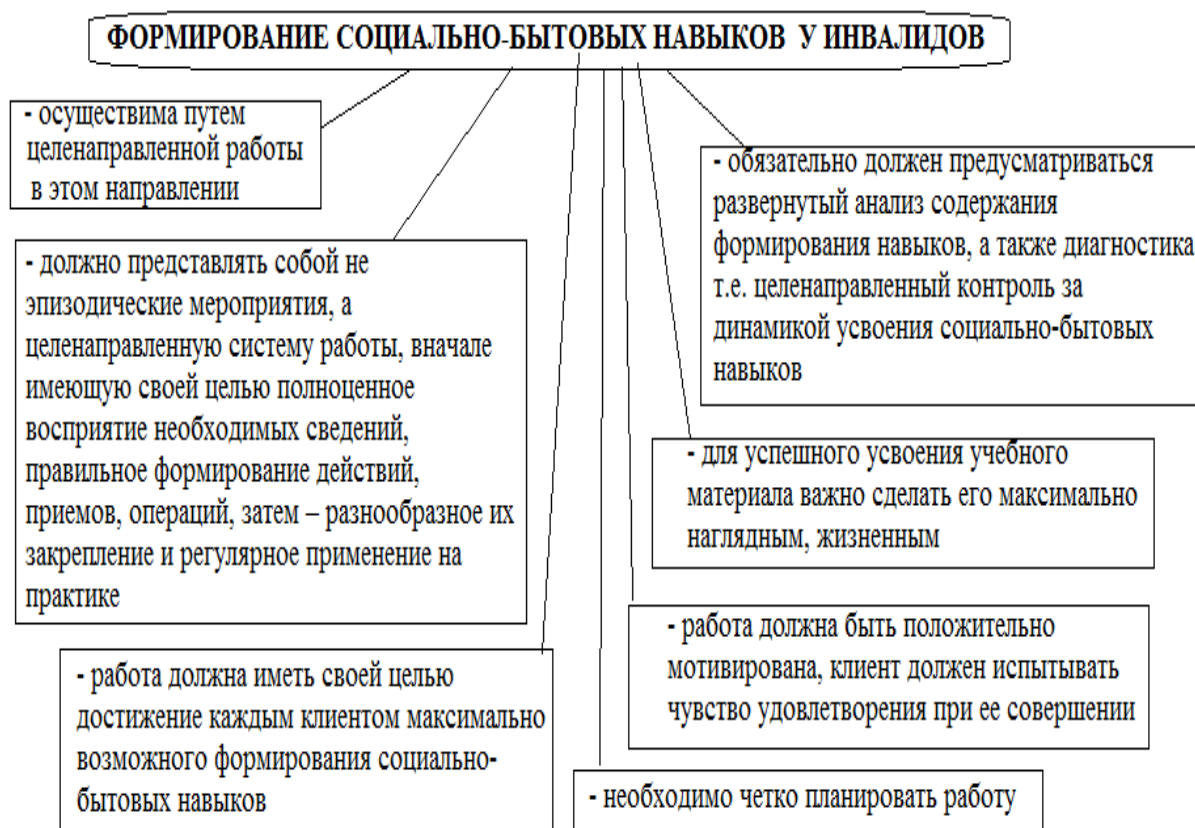 ФОРМИРОВАНИЕ СОЦИАЛЬНО-БЫТОВЫХ НАВЫКОВ У ИНВАЛИДОВ
- осуществима путем
целенаправленной работы
в этом направлении
- должно представлять собой не
эпизодические мероприятия, а
целенаправленную систему работы, вначале
имеющую своей целью полноценное
восприятие необходимых сведений,
правильное формирование действий,
приемов, операций, затем – разнообразное их
закрепление и регулярное применение на
практике
- работа должна иметь своей целью
достижение каждым клиентом максимально
возможного формирования социально-
бытовых навыков
- необходимо четко планировать работу
- работа должна быть положительно
мотивирована, клиент должен испытывать
чувство удовлетворения при ее совершении
- для успешного усвоения учебного
материала важно сделать его максимально
наглядным, жизненным
- обязательно должен предусматриваться
развернутый анализ содержания
формирования навыков, а также диагностика
т.е. целенаправленный контроль за
динамикой усвоения социально-бытовых
навыков